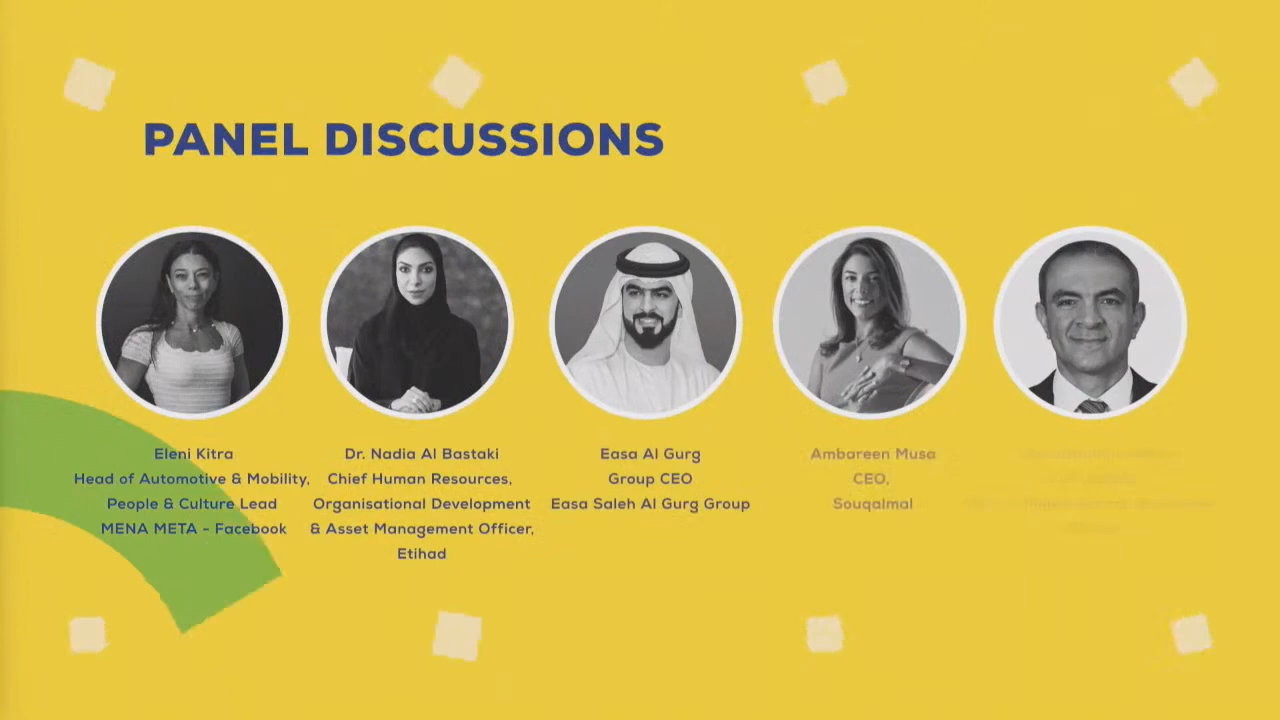 PANEL DISCUSSIONS
Eleni Kitra
Head of Automotive & Mobility,
People & Culture Lead
MENA META - Facebook
Dr. Nadia Al Bastaki
Chief Human Resources,
Organisational Development
& Asset Management Officer,
Etihad
Easa Al Gurg
Group CEO
Easa Saleh Al Gurg Group
Ambareen Musa
CEO,
Souqalmal